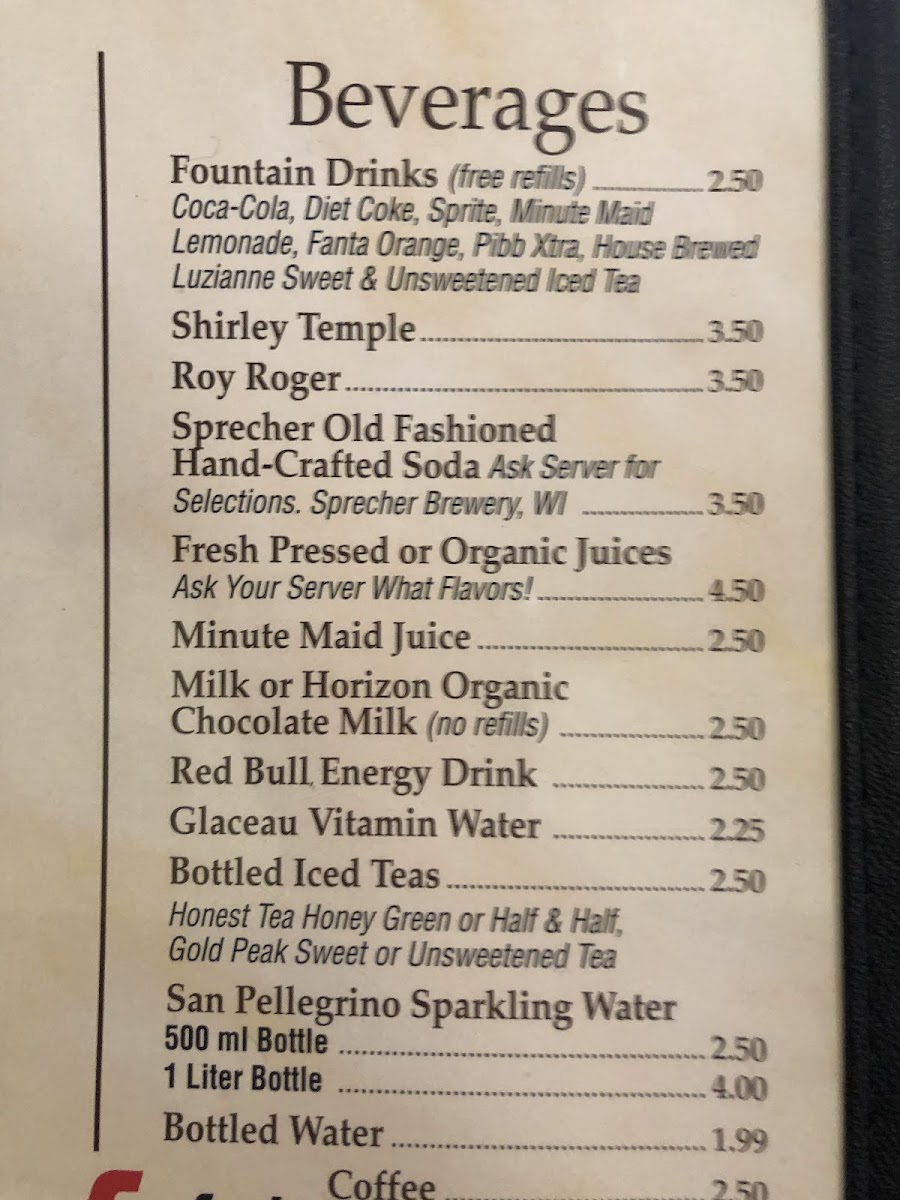 Beverages
Fountain Drinks (free refills) 2.50
Coca-Cola, Diet Coke, Sprite, Minute Maid
Lemonade, Fanta Orange, Pibb Xtra, House Brewed
Luzianne Sweet & Unsweetened Iced Tea
Shirley Temple 3.50
Roy Roger 3.50
Sprecher Old Fashioned
Hand-Crafted Soda Ask Server for
Selections. Sprecher Brewery, WI 3.50
Fresh Pressed or Organic Juices
Ask Your Server What Flavors! 4.50
Minute Maid Juice 2.50
Milk or Horizon Organic
Chocolate Milk (no refills) 2.50
Red Bull Energy Drink 2.50
Glaceau Vitamin Water 2.25
Bottled Iced Teas 2.50
Honest Tea Honey Green or Half & Half,
Gold Peak Sweet or Unsweetened Tea
San Pellegrino Sparkling Water
500 ml Bottle 2.50
1 Liter Bottle 4.00
Bottled Water 1.99
Coffee 2.50